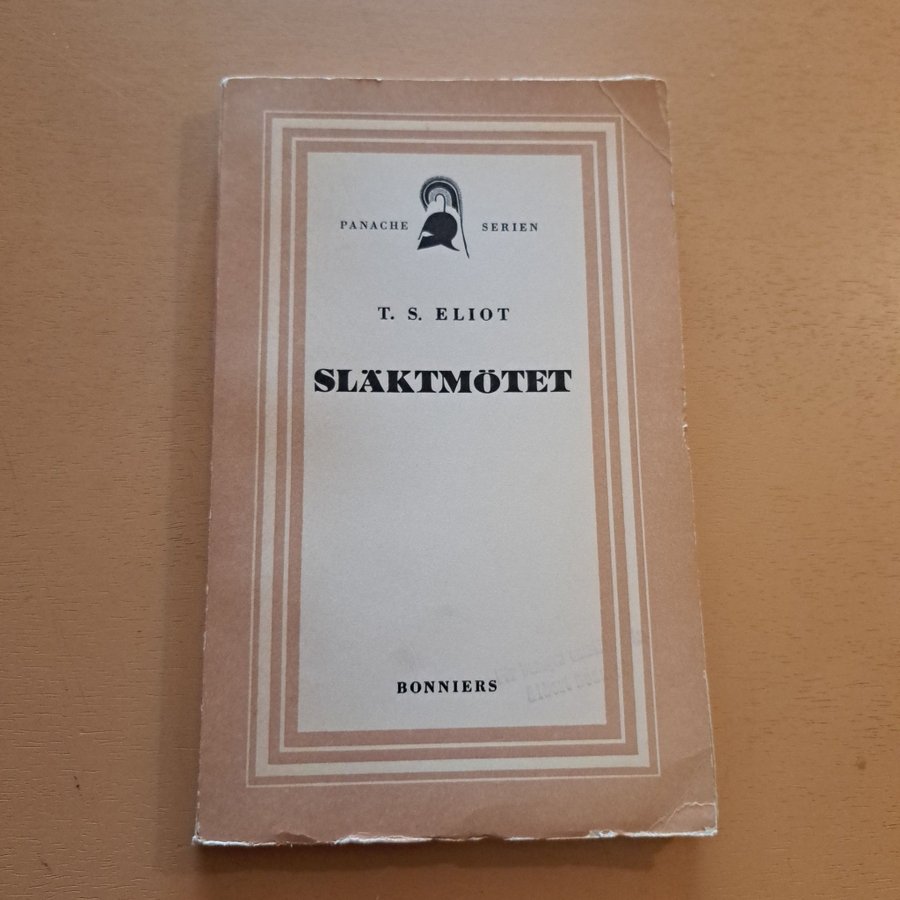 PANACHE SERIEN
T. S. ELIOT
SLÄKTMÖTET
BONNIERS